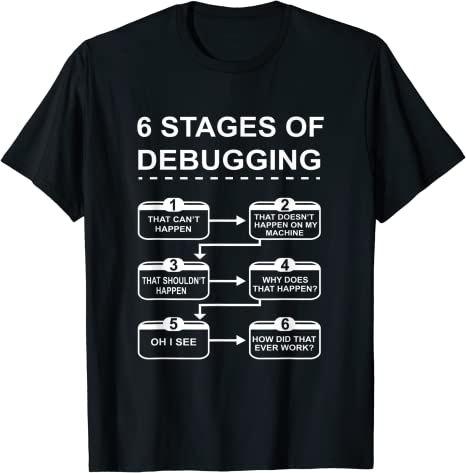 6 STAGES OF
DEBUGGING
1
THAT CAN'T
HAPPEN
2
THAT DOESN'T
HAPPEN ON MY
MACHINE
3
THAT SHOULDN'T
HAPPEN
4
WHY DOES
THAT HAPPEN?
5
OH I SEE
6
HOW DID THAT
EVER WORK?